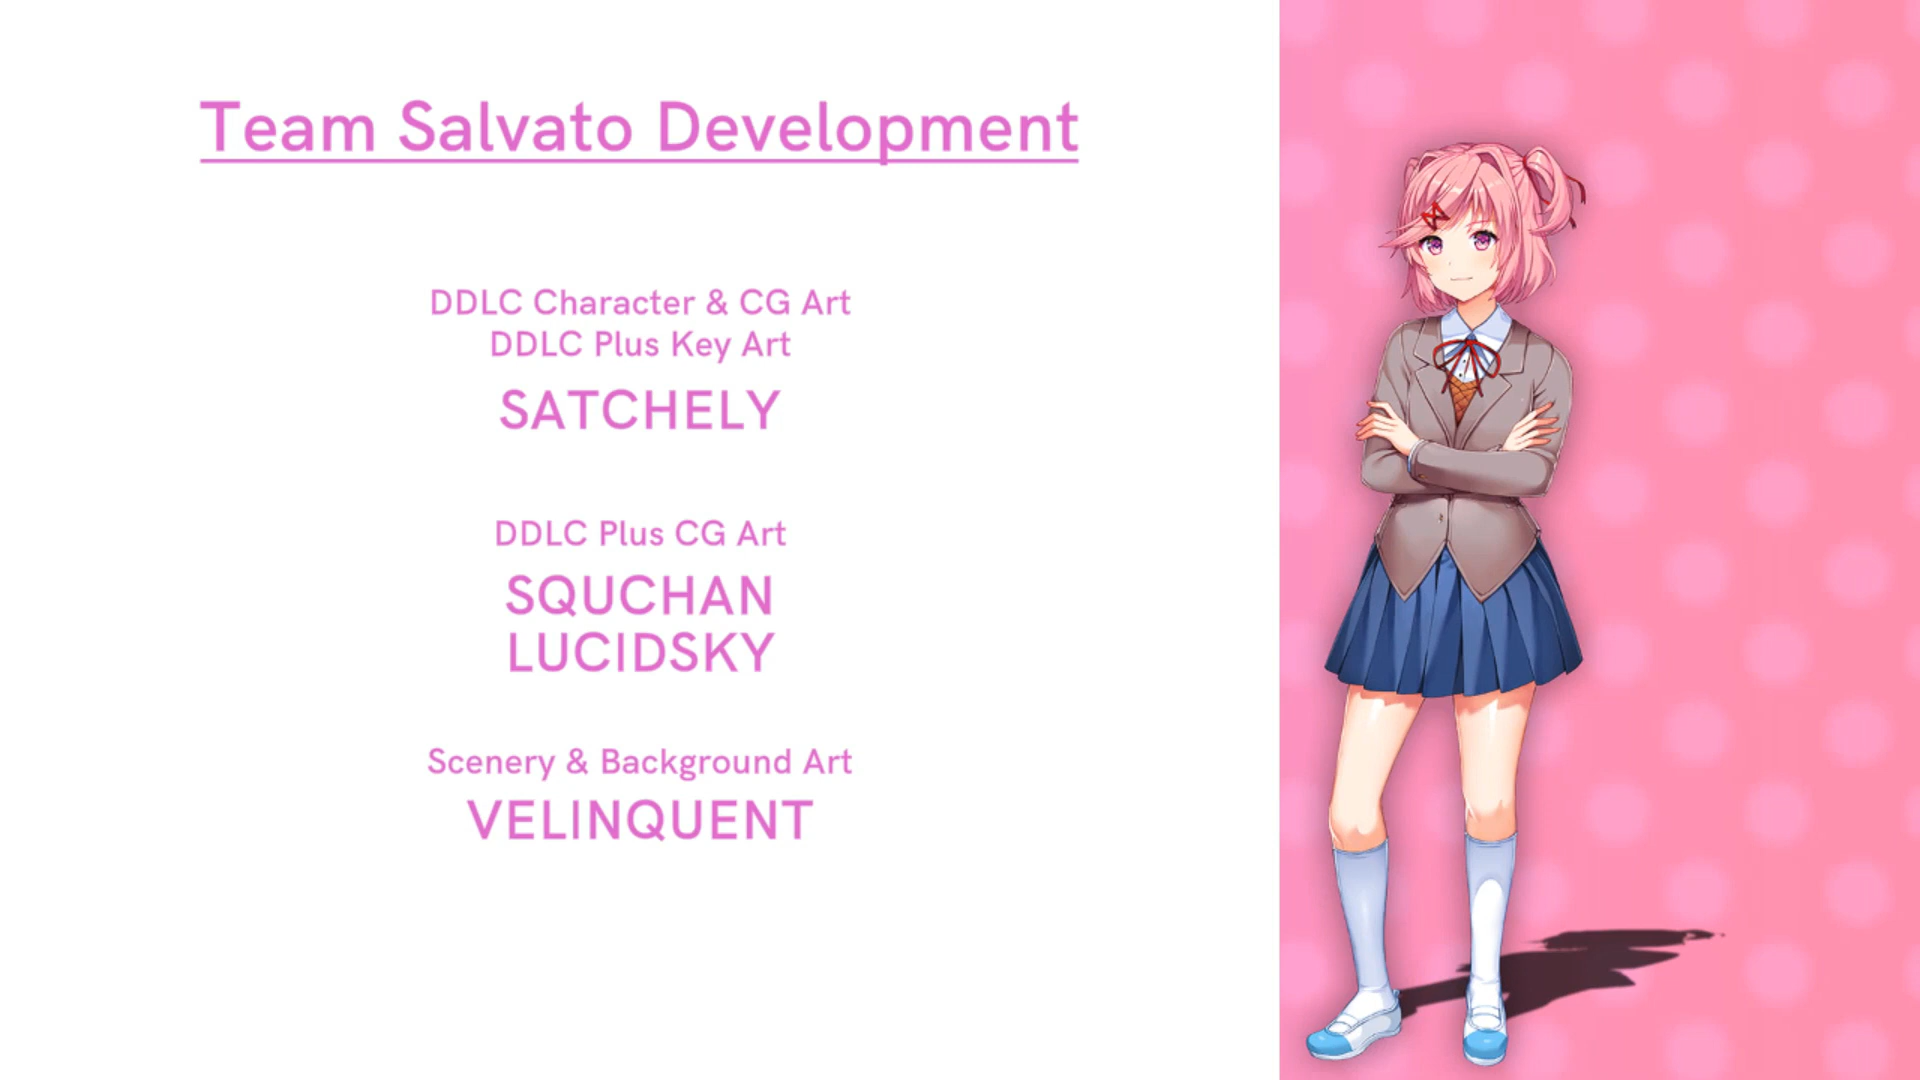 Team Salvato Development
DDLC Character & CG Art
DDLC Plus Key Art
SATCHELY
DDLC Plus CG Art
SQUCHAN
LUCIDSKY
Scenery & Background Art
VELINQUENT